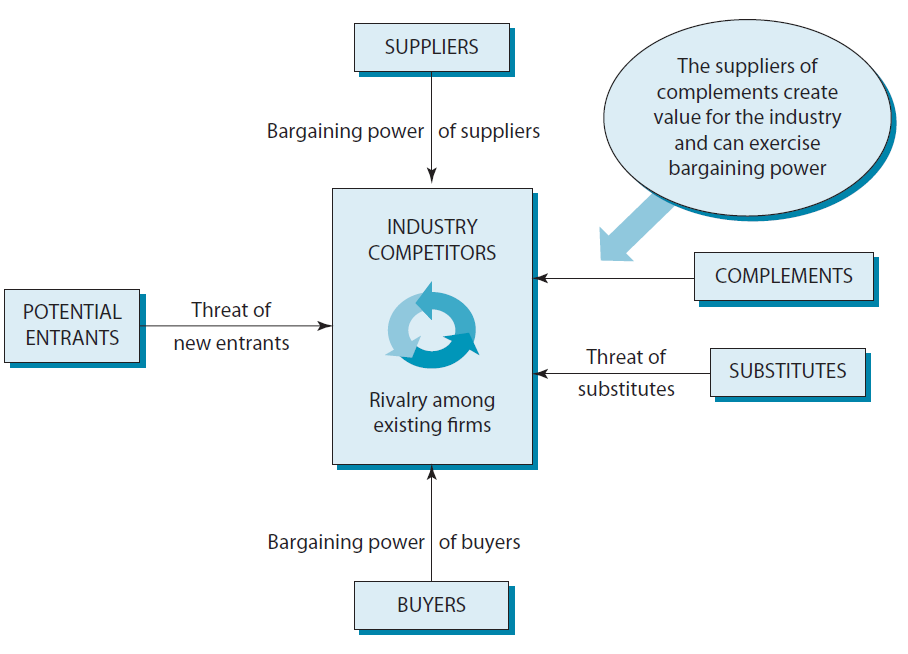 SUPPLIERS
The suppliers of
complements create
value for the industry
and can exercise
bargaining power
Bargaining power of suppliers
INDUSTRY
COMPETITORS
COMPLEMENTS
POTENTIAL
ENTRANTS
Threat of
new entrants
Threat of
substitutes
SUBSTITUTES
Rivalry among
existing firms
Bargaining power of buyers
BUYERS